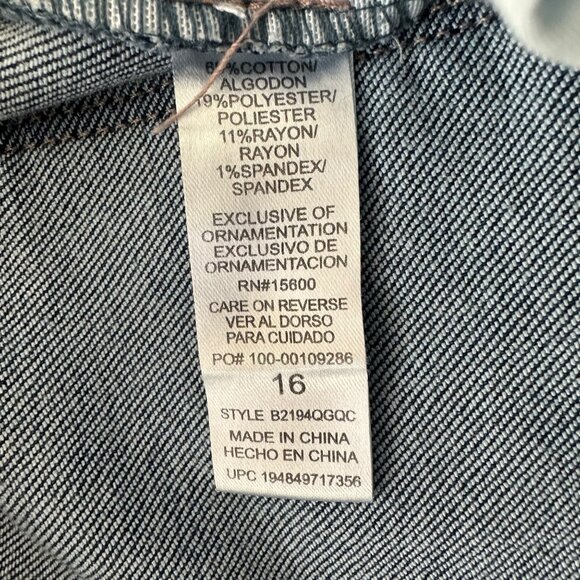 69%COTTON/
ALGODON
19%POLYESTER/
POLIESTER
11%RAYON/
RAYON
1%SPANDEX/
SPANDEX
EXCLUSIVE OF
ORNAMENTATION
EXCLUSIVO DE
ORNAMENTACION
RN#15600
CARE ON REVERSE
VER AL DORSO
PARA CUIDADO
PO# 100-00109286
16
STYLE B2194QGQC
MADE IN CHINA
HECHO EN CHINA
UPC 194849717356